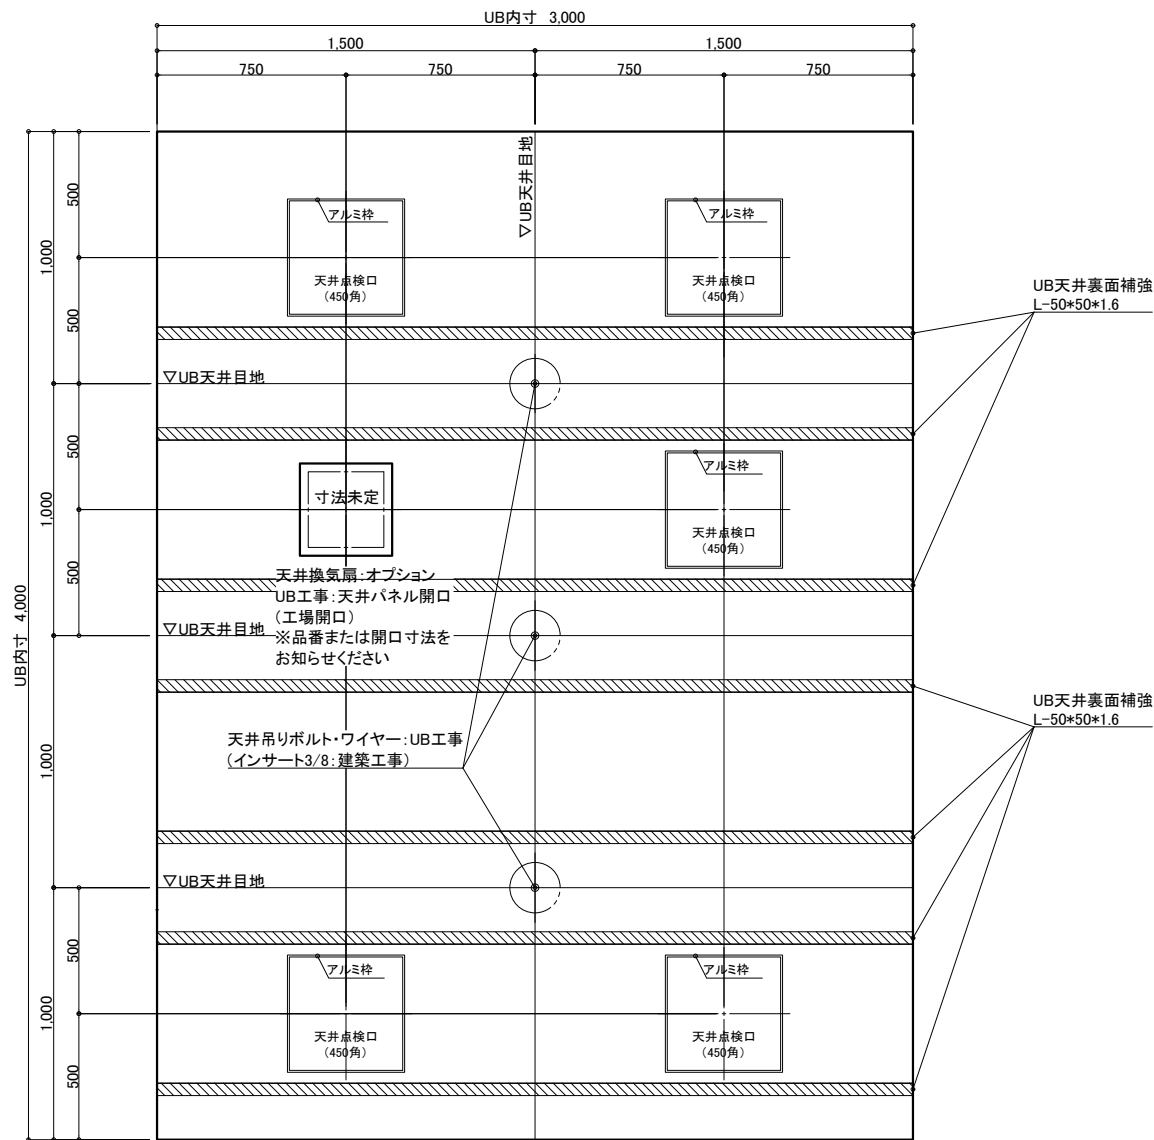 UB内寸 3,000
1,500
1,500
750
750
750
750
UB内寸 4,000
1,000
1,000
1,000
1,000
500
500
500
500
500
500
▽UB天井目地
アルミ枠
天井点検口
(450角)
アルミ枠
天井点検口
(450角)
UB天井裏面補強
L-50*50*1.6
▽UB天井目地
寸法未定
アルミ枠
天井点検口
(450角)
天井換気扇:オプション
UB工事:天井パネル開口
(工場開口)
※品番または開口寸法を
お知らせください
▽UB天井目地
UB天井裏面補強
L-50*50*1.6
天井吊りボルト・ワイヤー:UB工事
(インサート3/8:建築工事)
▽UB天井目地
アルミ枠
天井点検口
(450角)
アルミ枠
天井点検口
(450角)